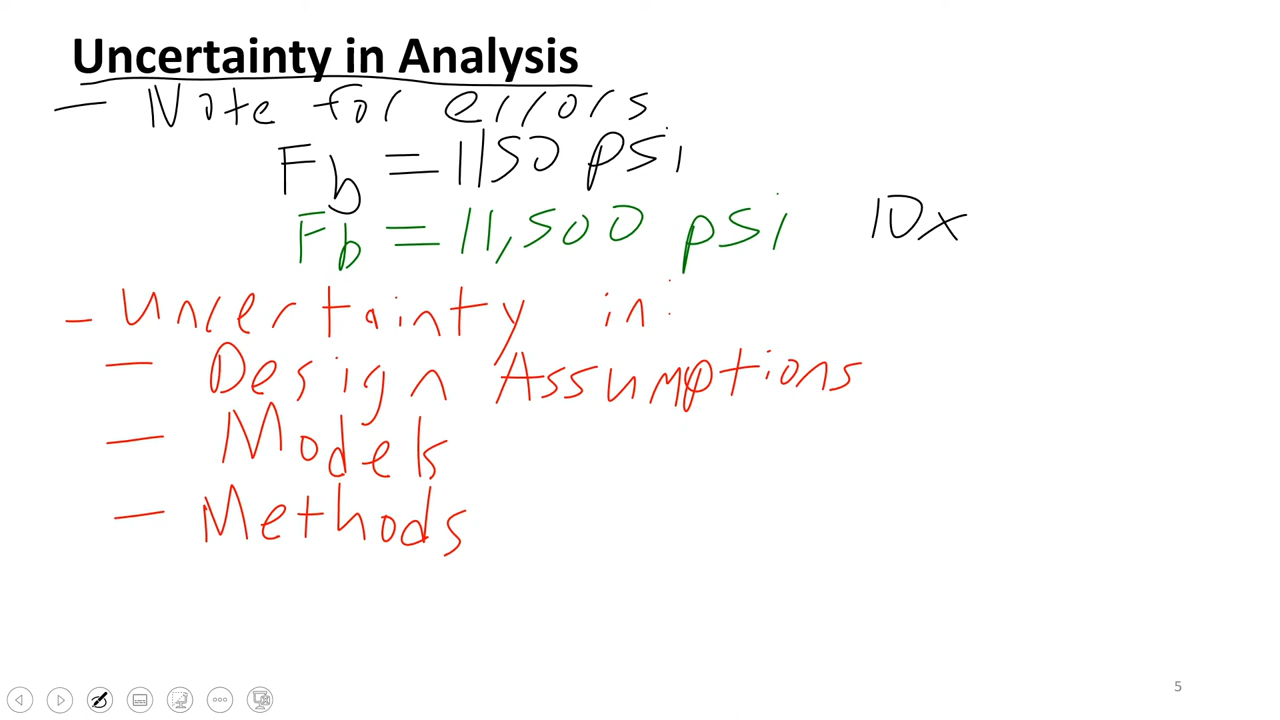 Uncertainty in Analysis
- Note for errors
Fb = 1150 psi
Fb = 11,500 psi 10x
- Uncertainty in:
- Design Assumptions
- Models
- Methods
5